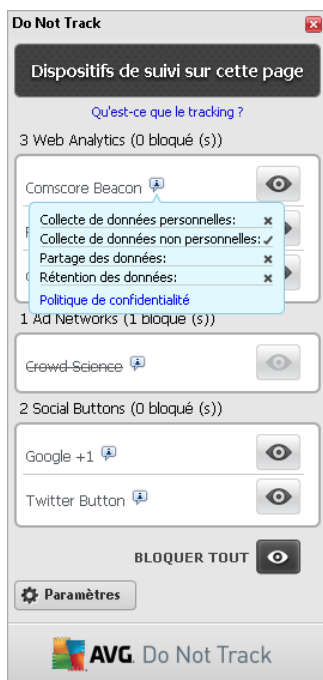 Do Not Track
Dispositifs de suivi sur cette page
Qu'est-ce que le tracking ?
3 Web Analytics (0 bloqué (s))
Comscore Beacon
Collecte de données personnelles:
Collecte de données non personnelles:
Partage des données:
Rétention des données:
Politique de confidentialité
1 Ad Networks (1 bloqué (s))
Crowd Science
2 Social Buttons (0 bloqué (s))
Google +1
Twitter Button
BLOQUER TOUT
Paramètres
AVG. Do Not Track